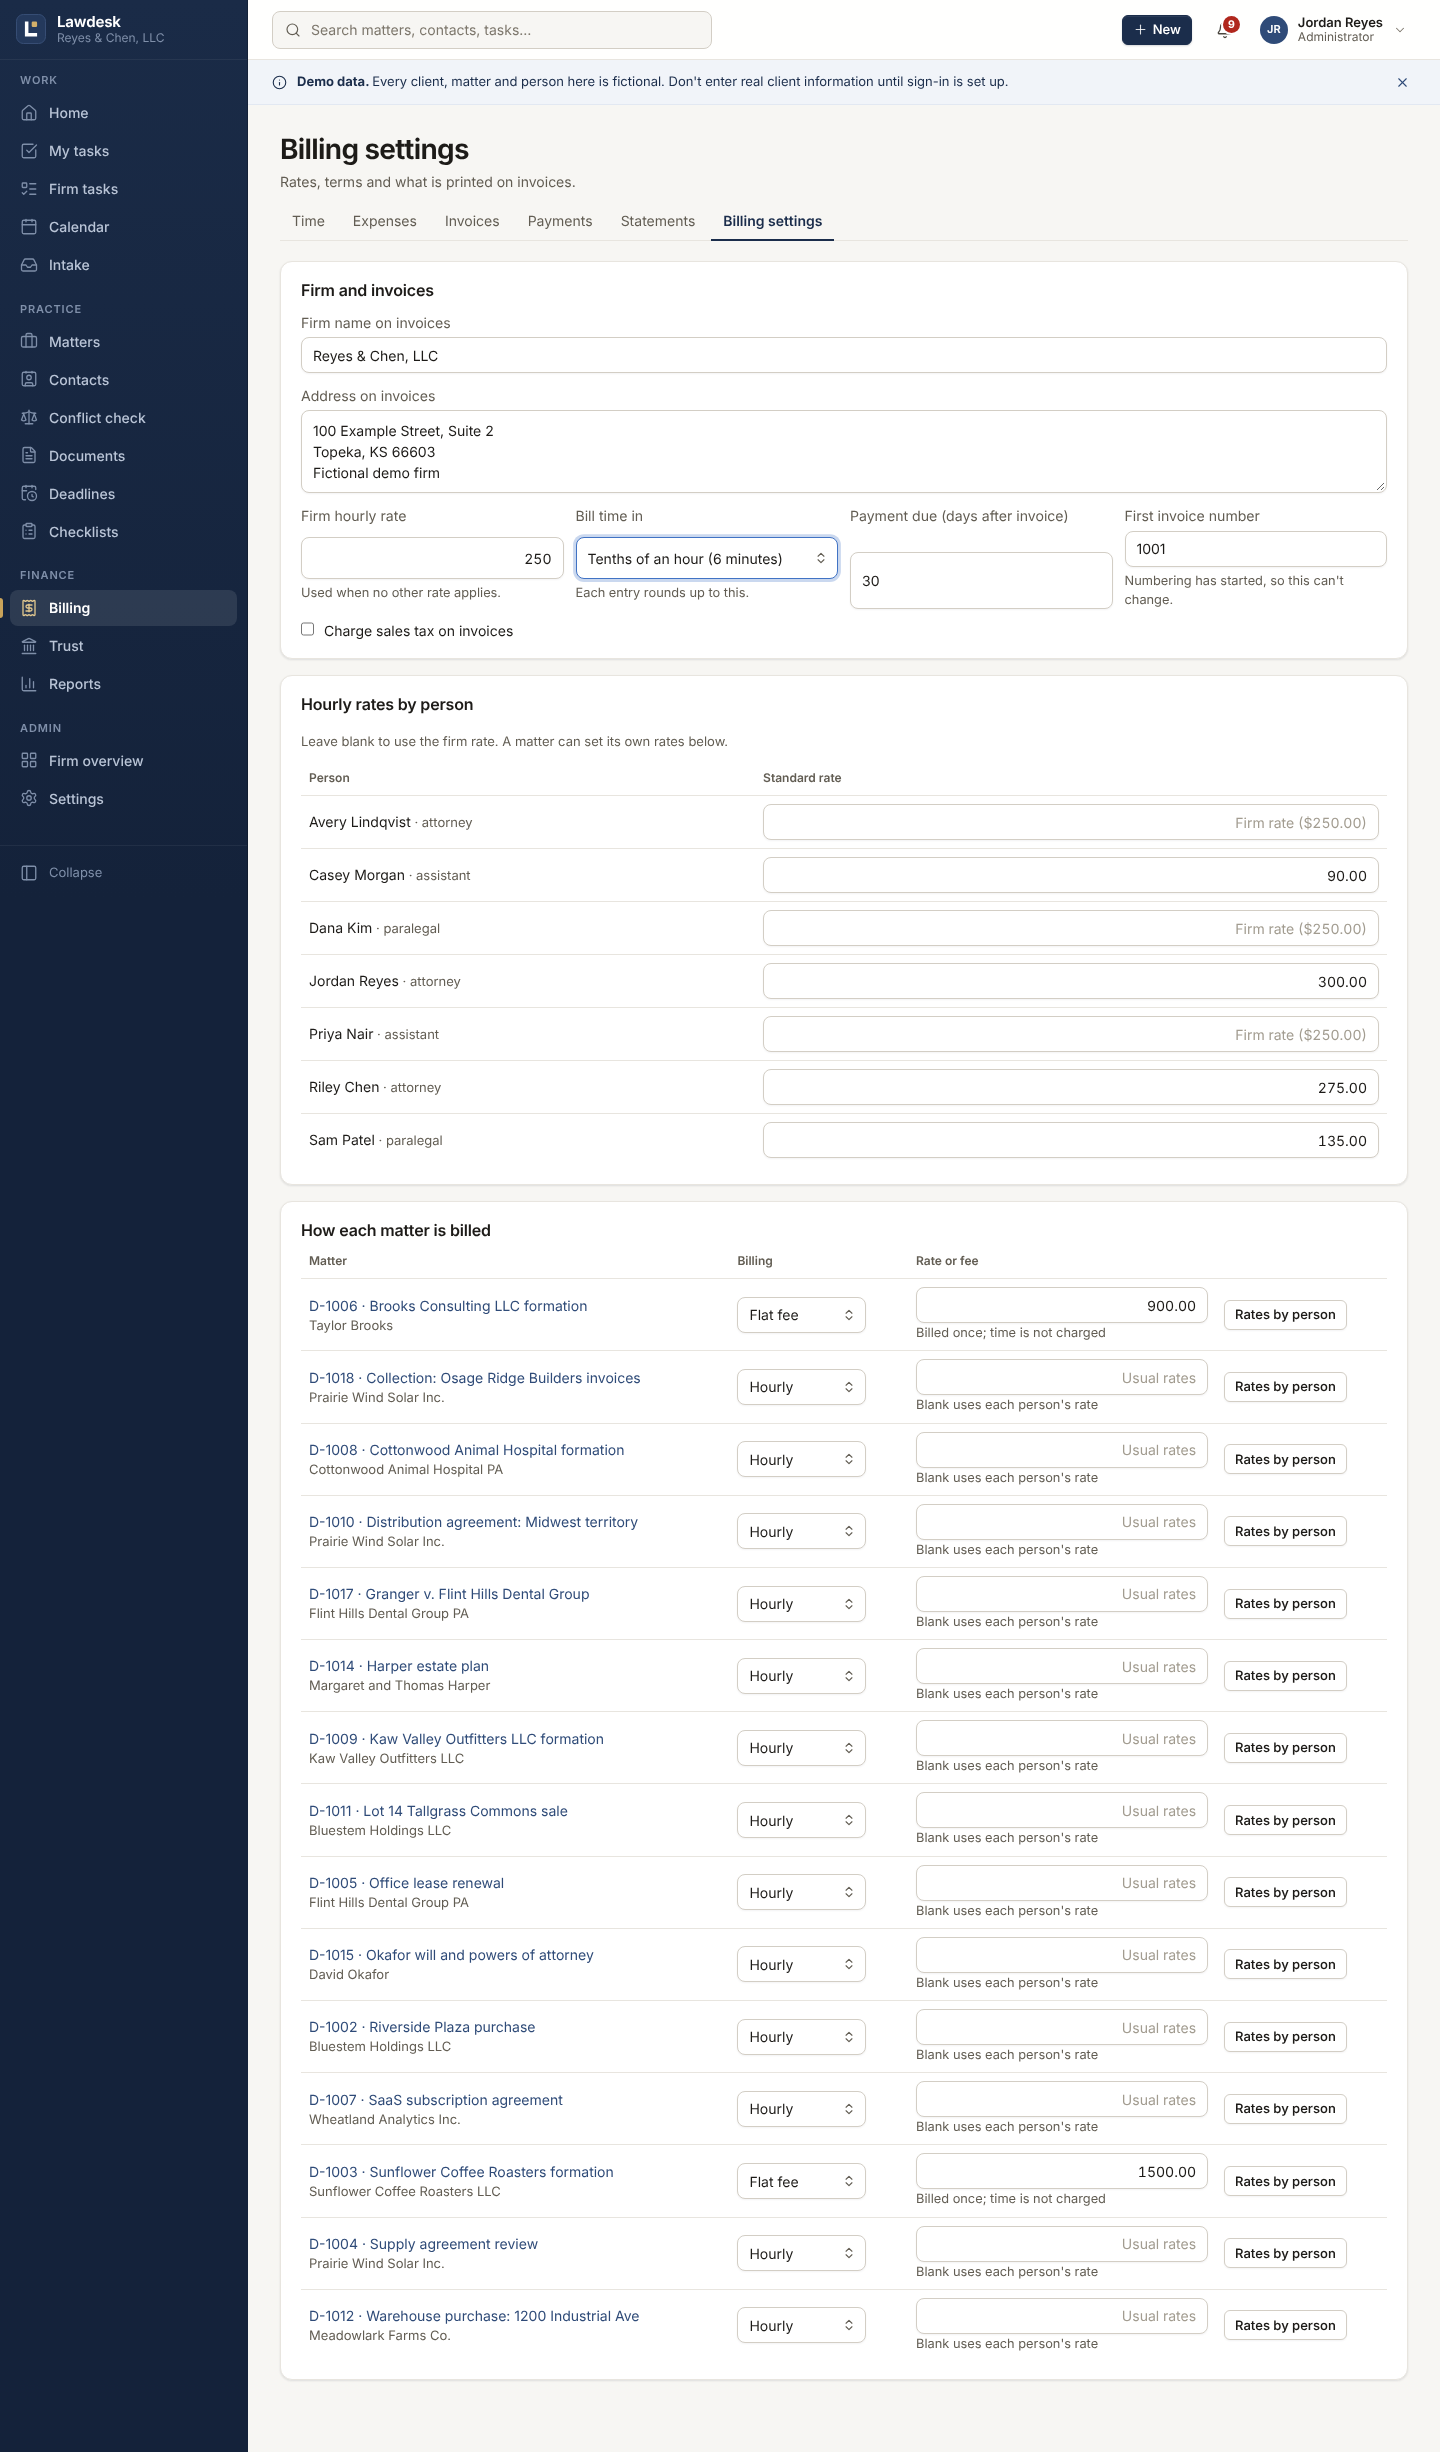 Lawdesk
Reyes & Chen, LLC
Search matters, contacts, tasks...
New
9
JR
Jordan Reyes
Administrator
Demo data. Every client, matter and person here is fictional. Don't enter real client information until sign-in is set up.
WORK
Home
My tasks
Firm tasks
Calendar
Intake
PRACTICE
Matters
Contacts
Conflict check
Documents
Deadlines
Checklists
FINANCE
Billing
Trust
Reports
ADMIN
Firm overview
Settings
Collapse
Billing settings
Rates, terms and what is printed on invoices.
Time Expenses Invoices Payments Statements Billing settings
Firm and invoices
Firm name on invoices
Reyes & Chen, LLC
Address on invoices
100 Example Street, Suite 2
Topeka, KS 66603
Fictional demo firm
Firm hourly rate
250
Used when no other rate applies.
Bill time in
Tenths of an hour (6 minutes)
Each entry rounds up to this.
Payment due (days after invoice)
30
First invoice number
1001
Numbering has started, so this can't
change.
Charge sales tax on invoices
Hourly rates by person
Leave blank to use the firm rate. A matter can set its own rates below.
Person Standard rate
Avery Lindqvist · attorney Firm rate ($250.00)
Casey Morgan · assistant 90.00
Dana Kim · paralegal Firm rate ($250.00)
Jordan Reyes · attorney 300.00
Priya Nair · assistant Firm rate ($250.00)
Riley Chen · attorney 275.00
Sam Patel · paralegal 135.00
How each matter is billed
Matter Billing Rate or fee
D-1006 · Brooks Consulting LLC formation
Taylor Brooks
Flat fee
900.00
Billed once; time is not charged
Rates by person
D-1018 · Collection: Osage Ridge Builders invoices
Prairie Wind Solar Inc.
Hourly
Usual rates
Blank uses each person's rate
Rates by person
D-1008 · Cottonwood Animal Hospital formation
Cottonwood Animal Hospital PA
Hourly
Usual rates
Blank uses each person's rate
Rates by person
D-1010 · Distribution agreement: Midwest territory
Prairie Wind Solar Inc.
Hourly
Usual rates
Blank uses each person's rate
Rates by person
D-1017 · Granger v. Flint Hills Dental Group
Flint Hills Dental Group PA
Hourly
Usual rates
Blank uses each person's rate
Rates by person
D-1014 · Harper estate plan
Margaret and Thomas Harper
Hourly
Usual rates
Blank uses each person's rate
Rates by person
D-1009 · Kaw Valley Outfitters LLC formation
Kaw Valley Outfitters LLC
Hourly
Usual rates
Blank uses each person's rate
Rates by person
D-1011 · Lot 14 Tallgrass Commons sale
Bluestem Holdings LLC
Hourly
Usual rates
Blank uses each person's rate
Rates by person
D-1005 · Office lease renewal
Flint Hills Dental Group PA
Hourly
Usual rates
Blank uses each person's rate
Rates by person
D-1015 · Okafor will and powers of attorney
David Okafor
Hourly
Usual rates
Blank uses each person's rate
Rates by person
D-1002 · Riverside Plaza purchase
Bluestem Holdings LLC
Hourly
Usual rates
Blank uses each person's rate
Rates by person
D-1007 · SaaS subscription agreement
Wheatland Analytics Inc.
Hourly
Usual rates
Blank uses each person's rate
Rates by person
D-1003 · Sunflower Coffee Roasters formation
Sunflower Coffee Roasters LLC
Flat fee
1500.00
Billed once; time is not charged
Rates by person
D-1004 · Supply agreement review
Prairie Wind Solar Inc.
Hourly
Usual rates
Blank uses each person's rate
Rates by person
D-1012 · Warehouse purchase: 1200 Industrial Ave
Meadowlark Farms Co.
Hourly
Usual rates
Blank uses each person's rate
Rates by person